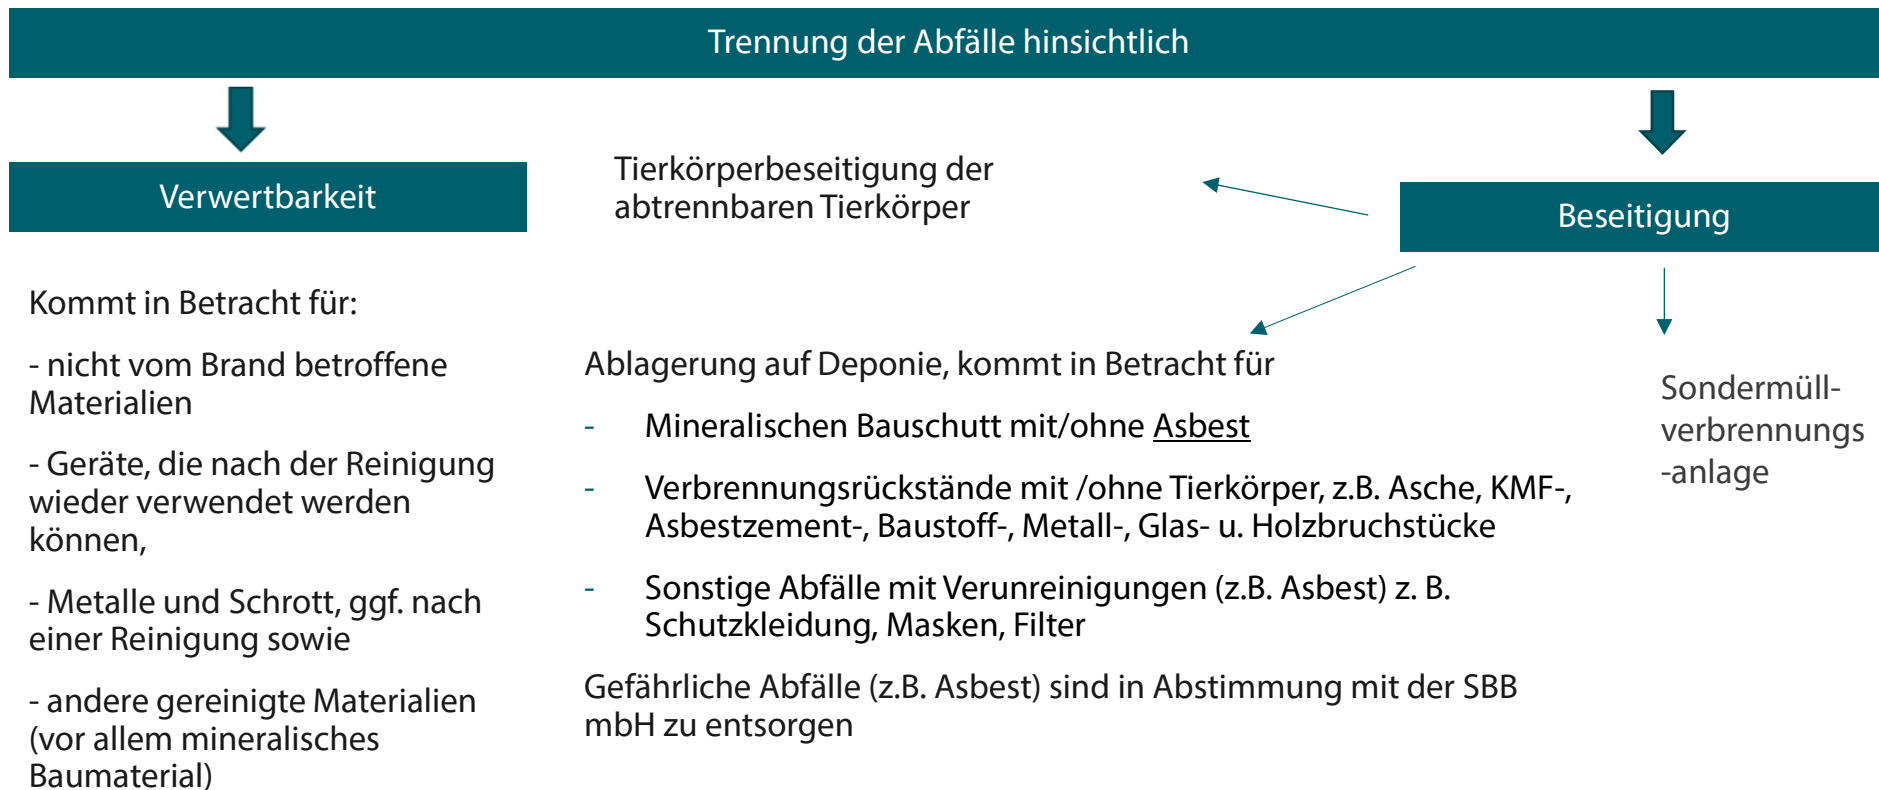 Trennung der Abfälle hinsichtlich
Verwertbarkeit
Kommt in Betracht für:
- nicht vom Brand betroffene
Materialien
- Geräte, die nach der Reinigung
wieder verwendet werden
können,
- Metalle und Schrott, ggf. nach
einer Reinigung sowie
- andere gereinigte Materialien
(vor allem mineralisches
Baumaterial)
Tierkörperbeseitigung der
abtrennbaren Tierkörper
Beseitigung
Ablagerung auf Deponie, kommt in Betracht für
- Mineralischen Bauschutt mit/ohne Asbest
- Verbrennungsrückstände mit /ohne Tierkörper, z.B. Asche, KMF-,
Asbestzement-, Baustoff-, Metall-, Glas- u. Holzbruchstücke
- Sonstige Abfälle mit Verunreinigungen (z.B. Asbest) z. B.
Schutzkleidung, Masken, Filter
Gefährliche Abfälle (z.B. Asbest) sind in Abstimmung mit der SBB
mbH zu entsorgen
Sondermüll-
verbrennungs
-anlage